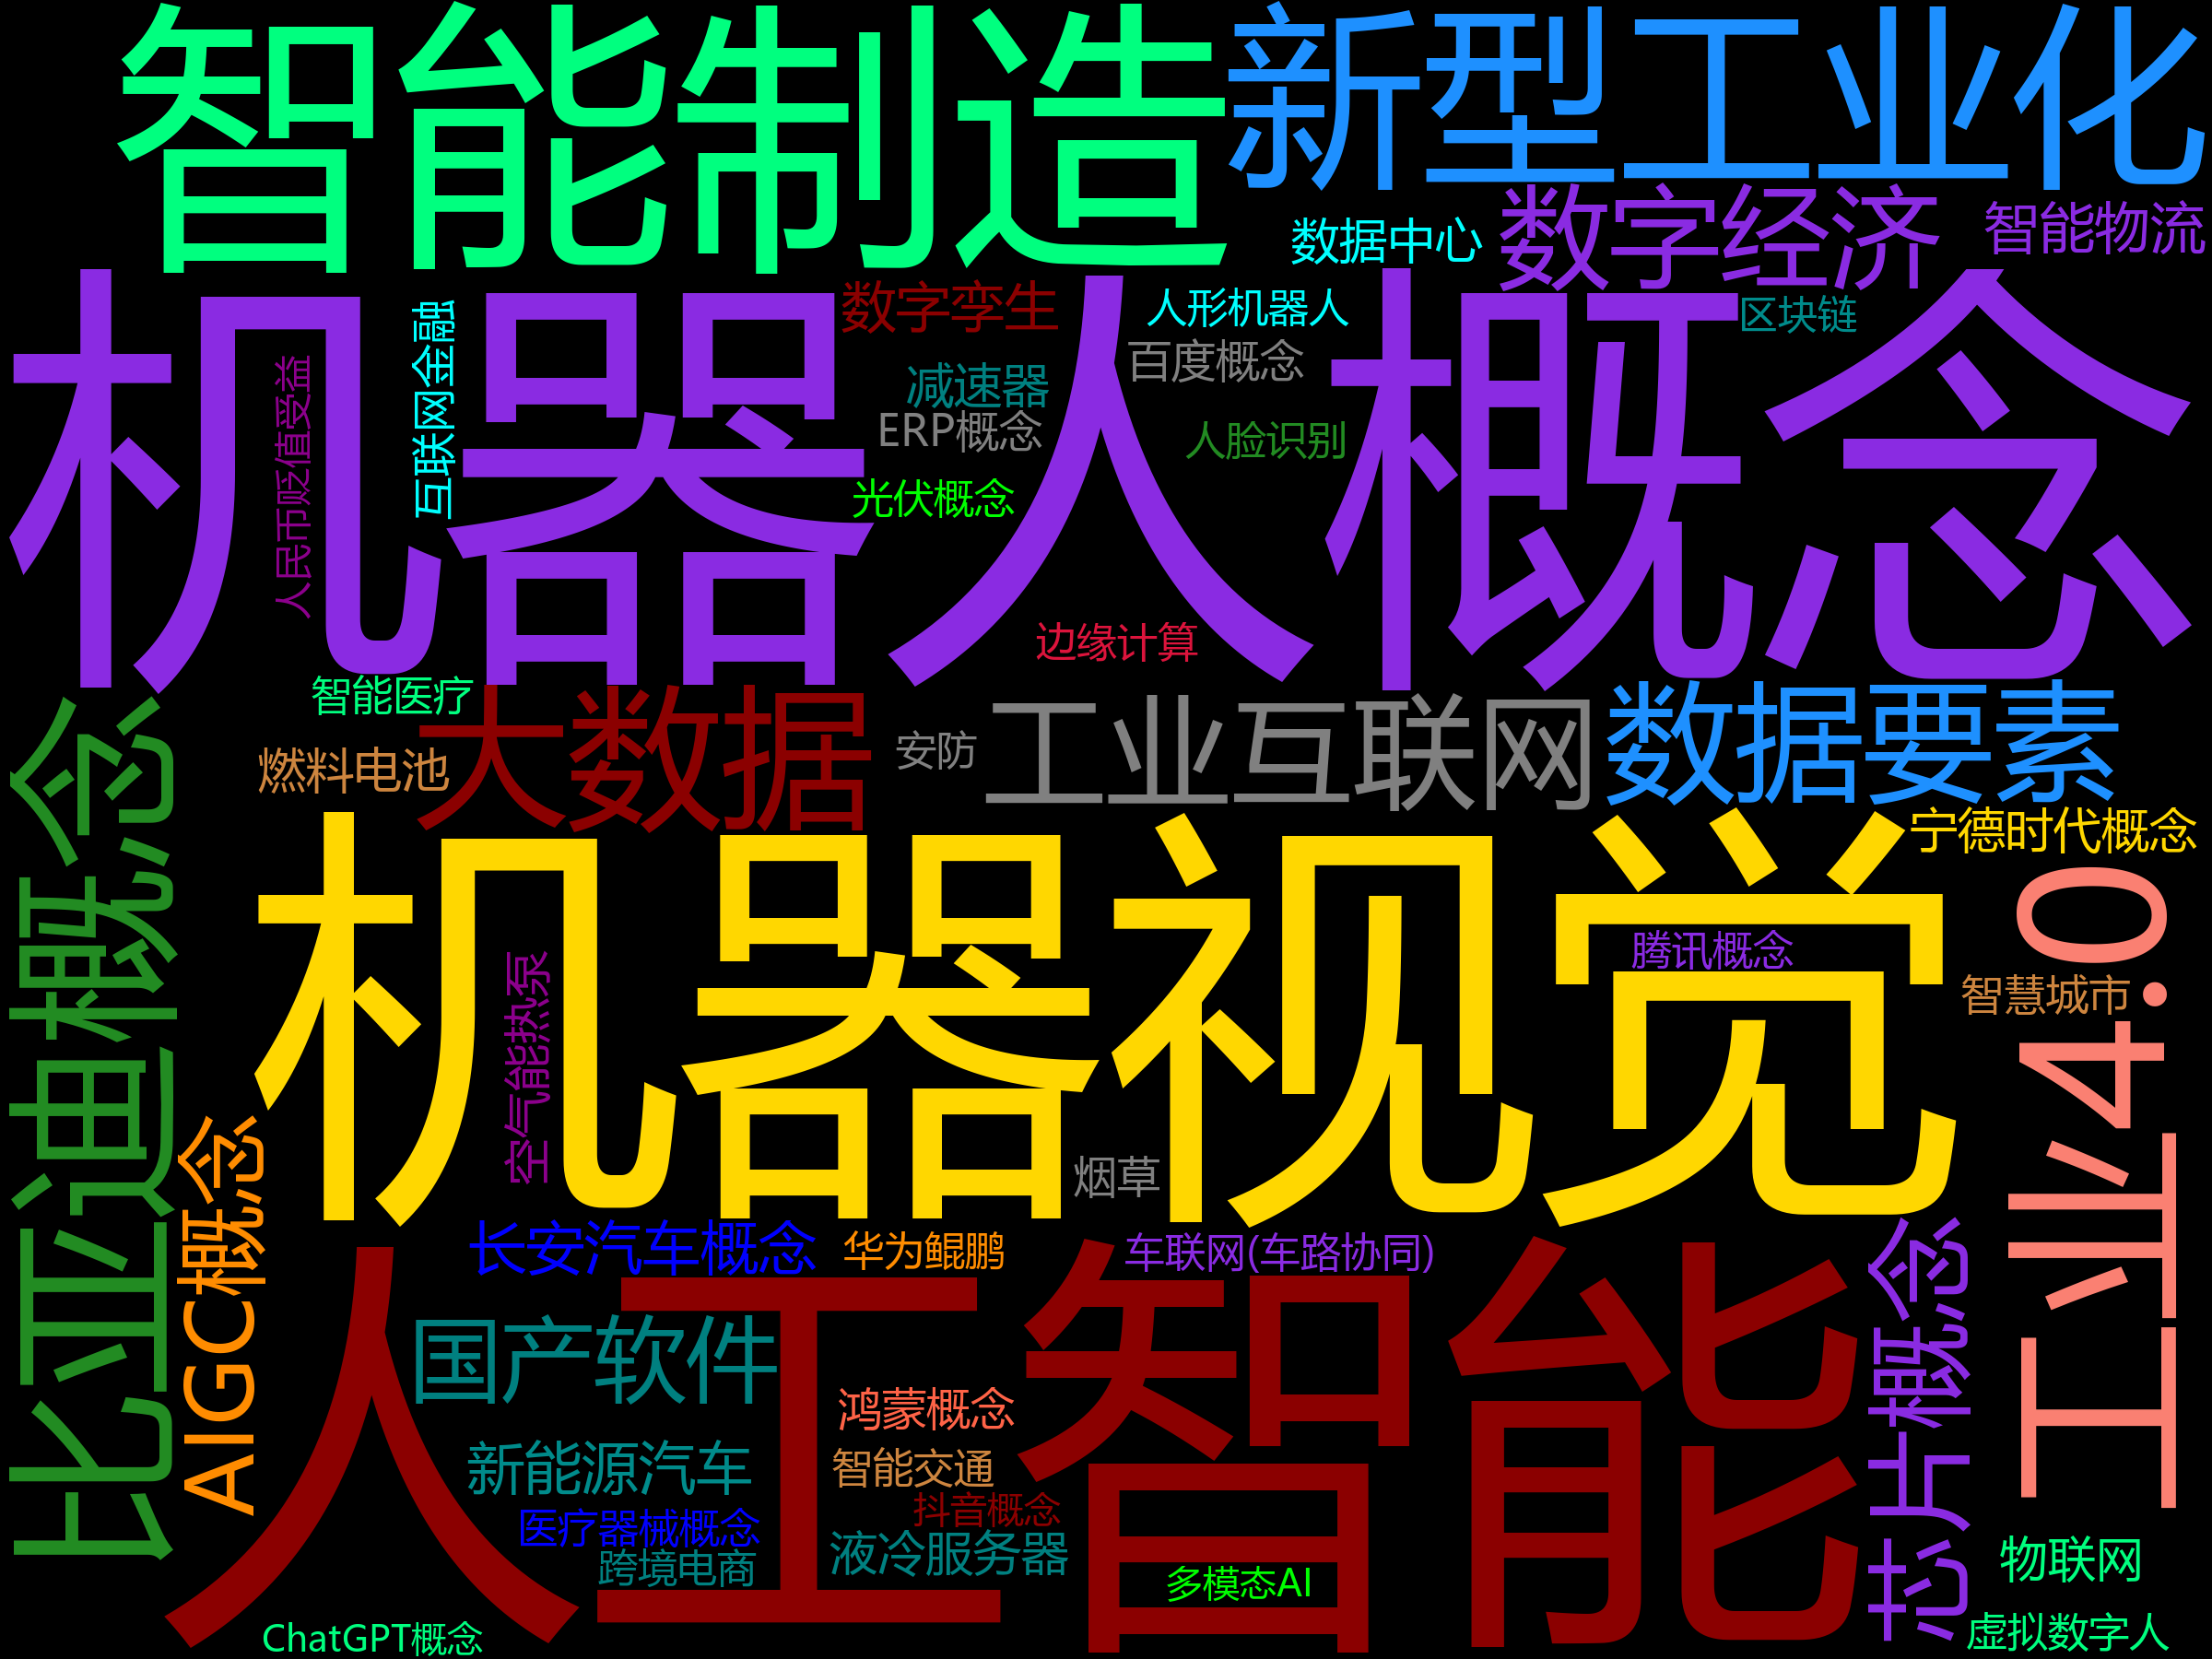 智能制造
新型工业化
数字经济
智能物流
数据中心
机器人概念
互联网金融
人民币贬值受益
数字孪生
人形机器人
区块链
百度概念
减速器
ERP概念
人脸识别
光伏概念
边缘计算
智能医疗
大数据
安防
工业互联网
数据要素
燃料电池
比亚迪概念
宁德时代概念
机器视觉
工业4.0
腾讯概念
智慧城市
空气能热泵
AIGC概念
烟草
长安汽车概念
华为鲲鹏
车联网(车路协同)
芯片概念
人工智能
国产软件
鸿蒙概念
新能源汽车
智能交通
抖音概念
医疗器械概念
液冷服务器
跨境电商
多模态AI
物联网
ChatGPT概念
虚拟数字人